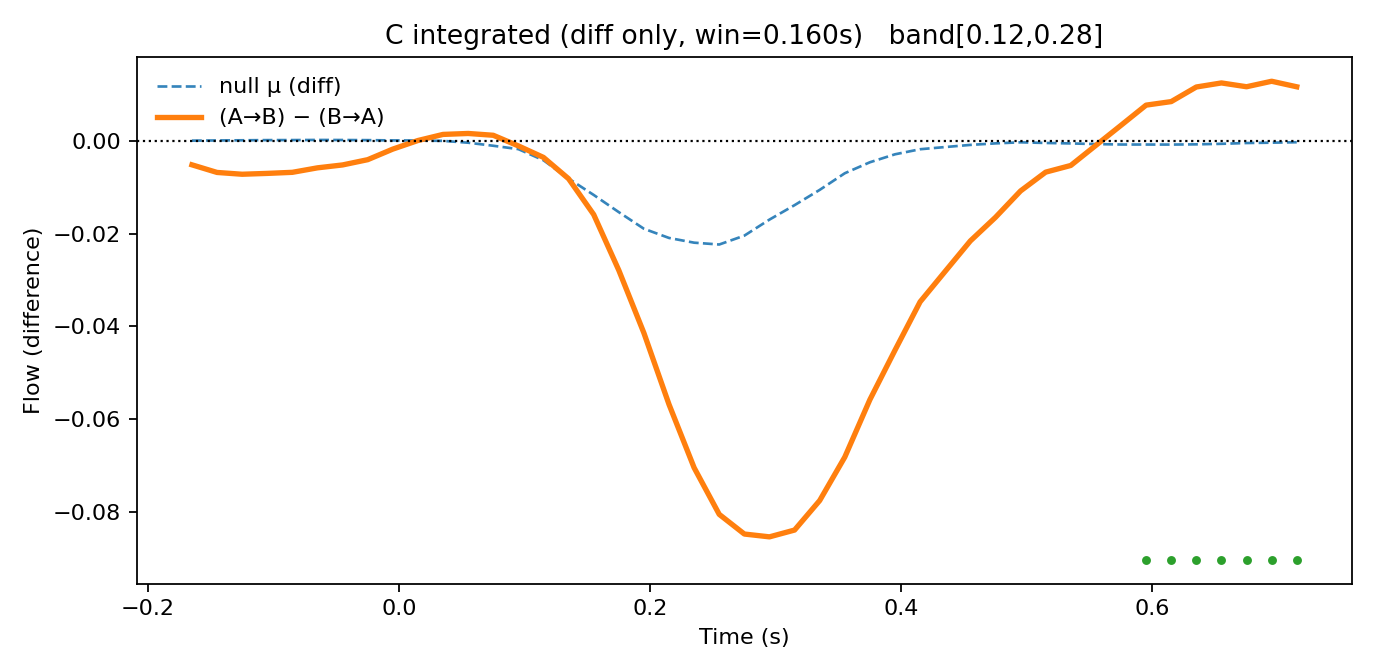 C integrated (diff only, win=0.160s)   band[0.12,0.28]
null μ (diff)
(A→B) − (B→A)
Flow (difference)
0.00
−0.02
−0.04
−0.06
−0.08
−0.2
0.0
0.2
0.4
0.6
Time (s)